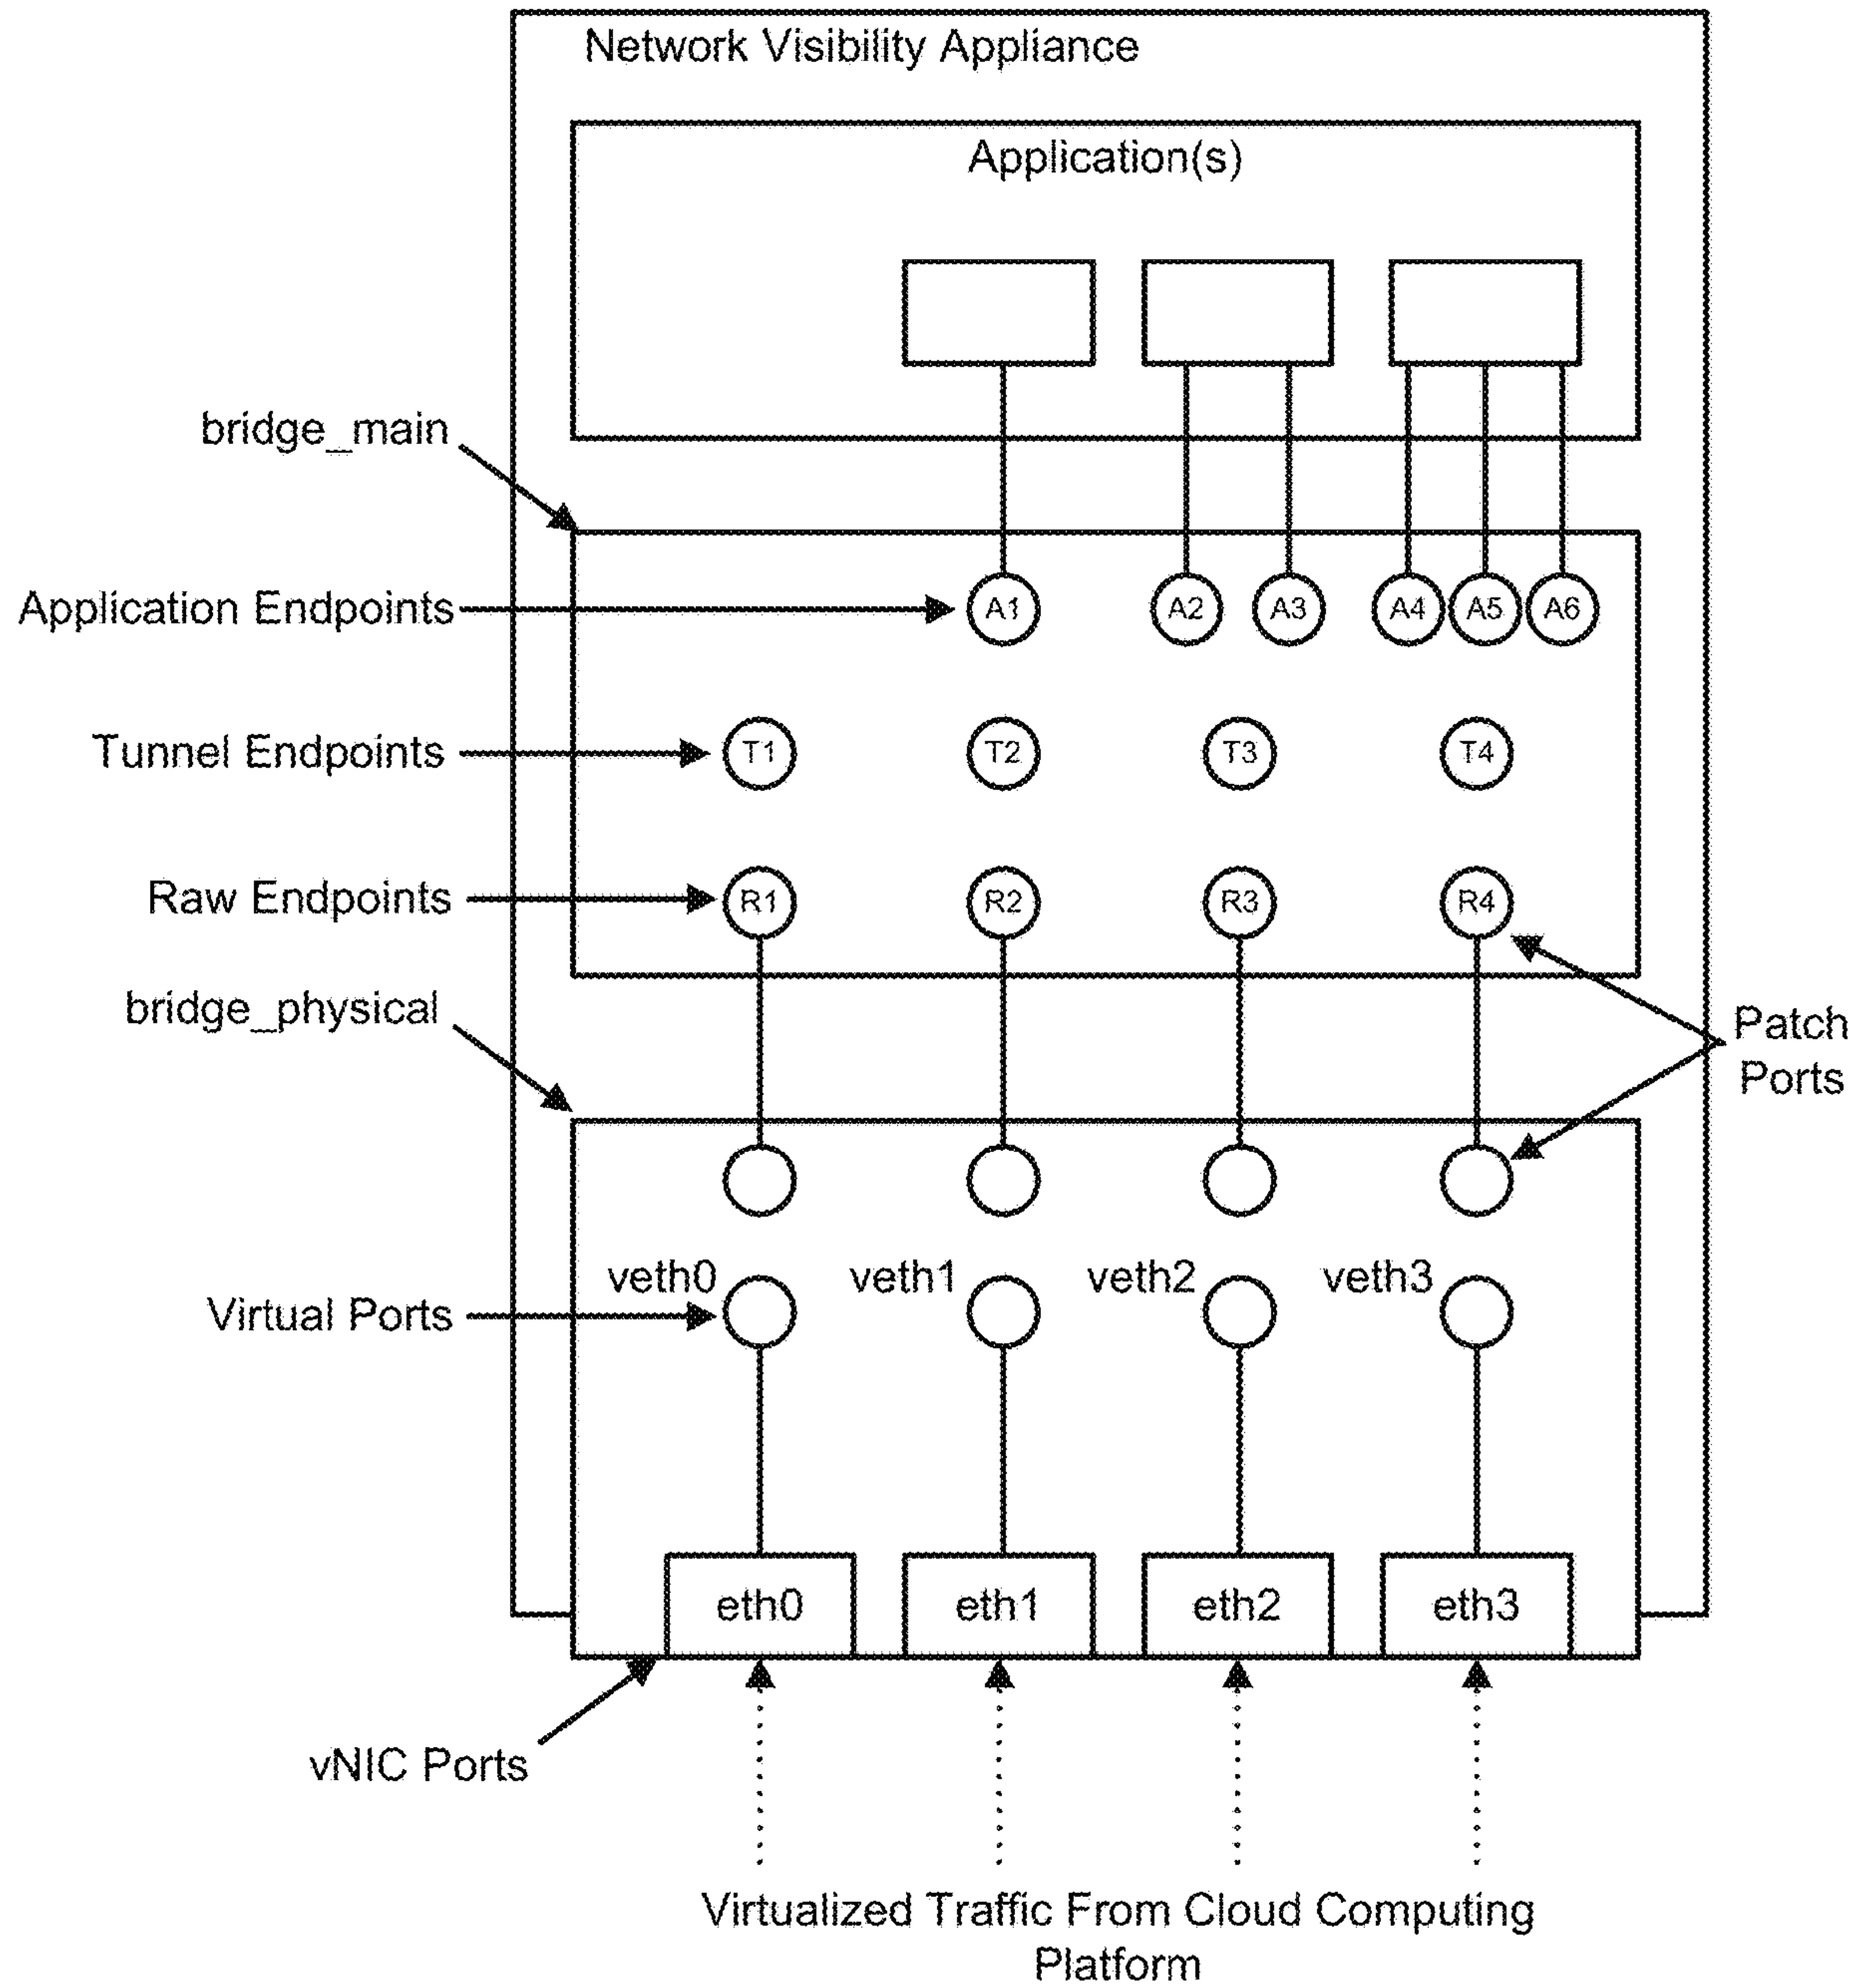 Network Visibility Appliance
Application(s)
bridge_main
Application Endpoints
A1
A2
A3
A4
A5
A6
Tunnel Endpoints
T1
T2
T3
T4
Raw Endpoints
R1
R2
R3
R4
bridge_physical
Patch
Ports
veth0
veth1
veth2
veth3
Virtual Ports
eth0
eth1
eth2
eth3
vNIC Ports
Virtualized Traffic From Cloud Computing
Platform